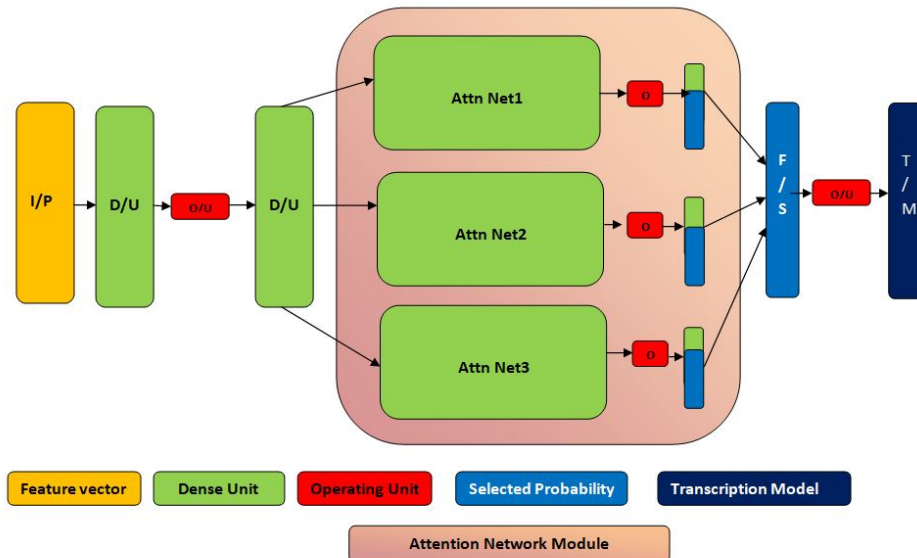 I/P
D/U
O/U
D/U
Attn Net1
O
Attn Net2
O
Attn Net3
O
F
/
S
O/U
T
/
M
Feature vector
Dense Unit
Operating Unit
Selected Probability
Transcription Model
Attention Network Module